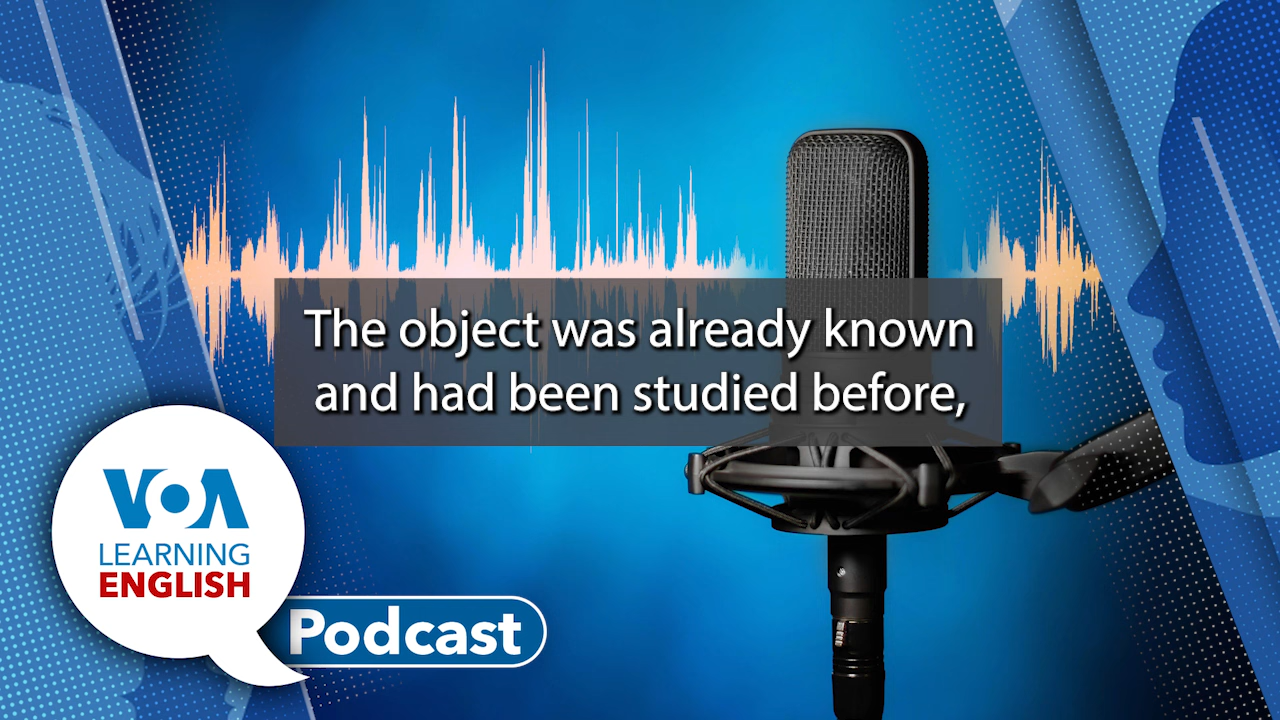 The object was already known
and had been studied before,
VOA
LEARNING
ENGLISH
Podcast